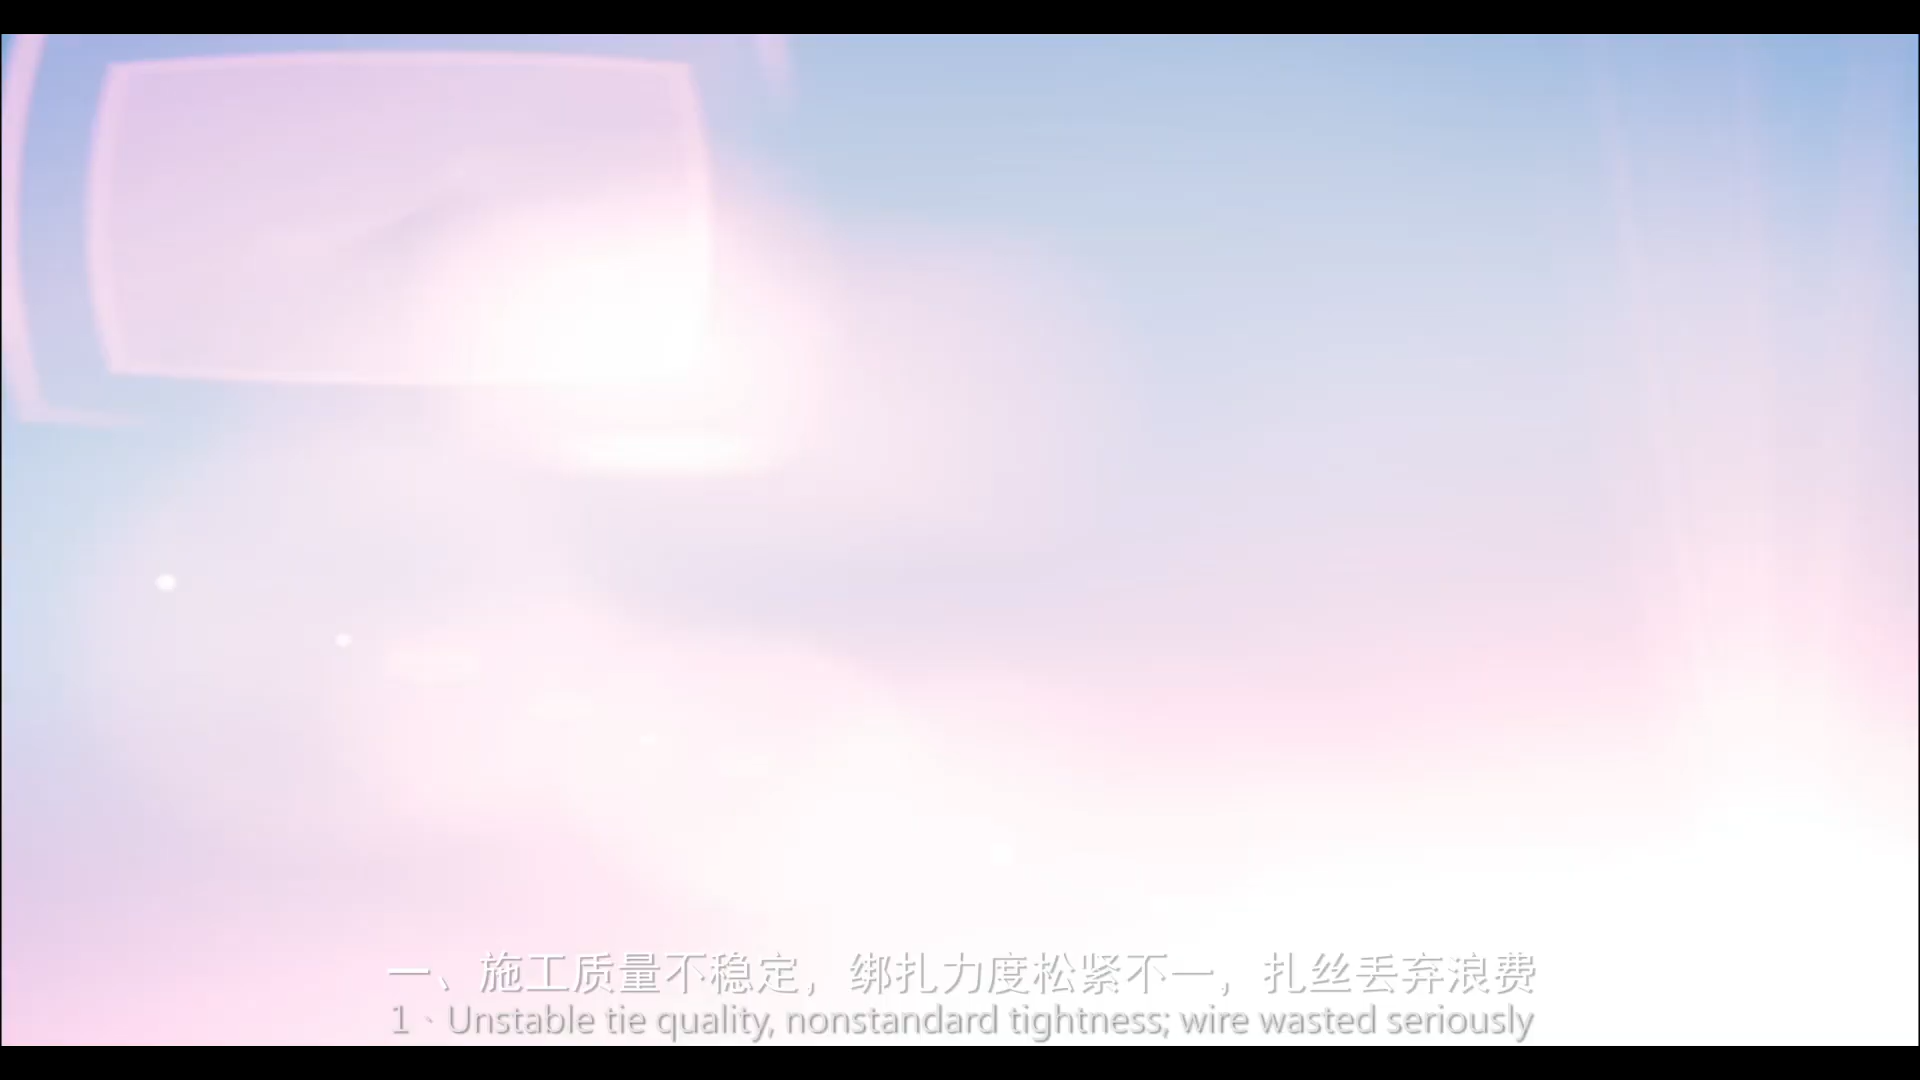 一、施工质量不稳定，绑扎力度松紧不一，扎丝丢弃浪费
1、Unstable tie quality, nonstandard tightness; wire wasted seriously